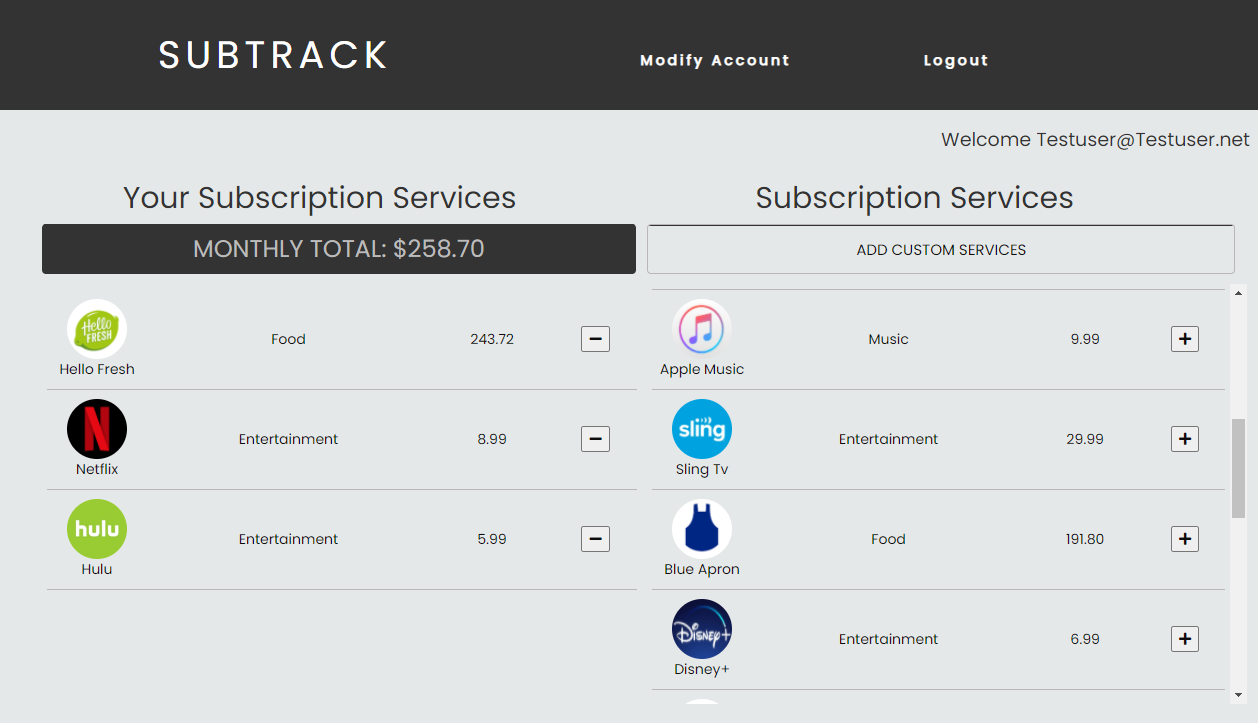 SUBTRACK
Modify Account
Logout
Welcome Testuser@Testuser.net
Your Subscription Services
MONTHLY TOTAL: $258.70
Hello
FRESH
Food 243.72
Hello Fresh
N
Entertainment 8.99
Netflix
hulu
Entertainment 5.99
Hulu
Subscription Services
ADD CUSTOM SERVICES
Music 9.99
Apple Music
sling
Entertainment 29.99
Sling Tv
Food 191.80
Blue Apron
Disney+
Entertainment 6.99
Disney+